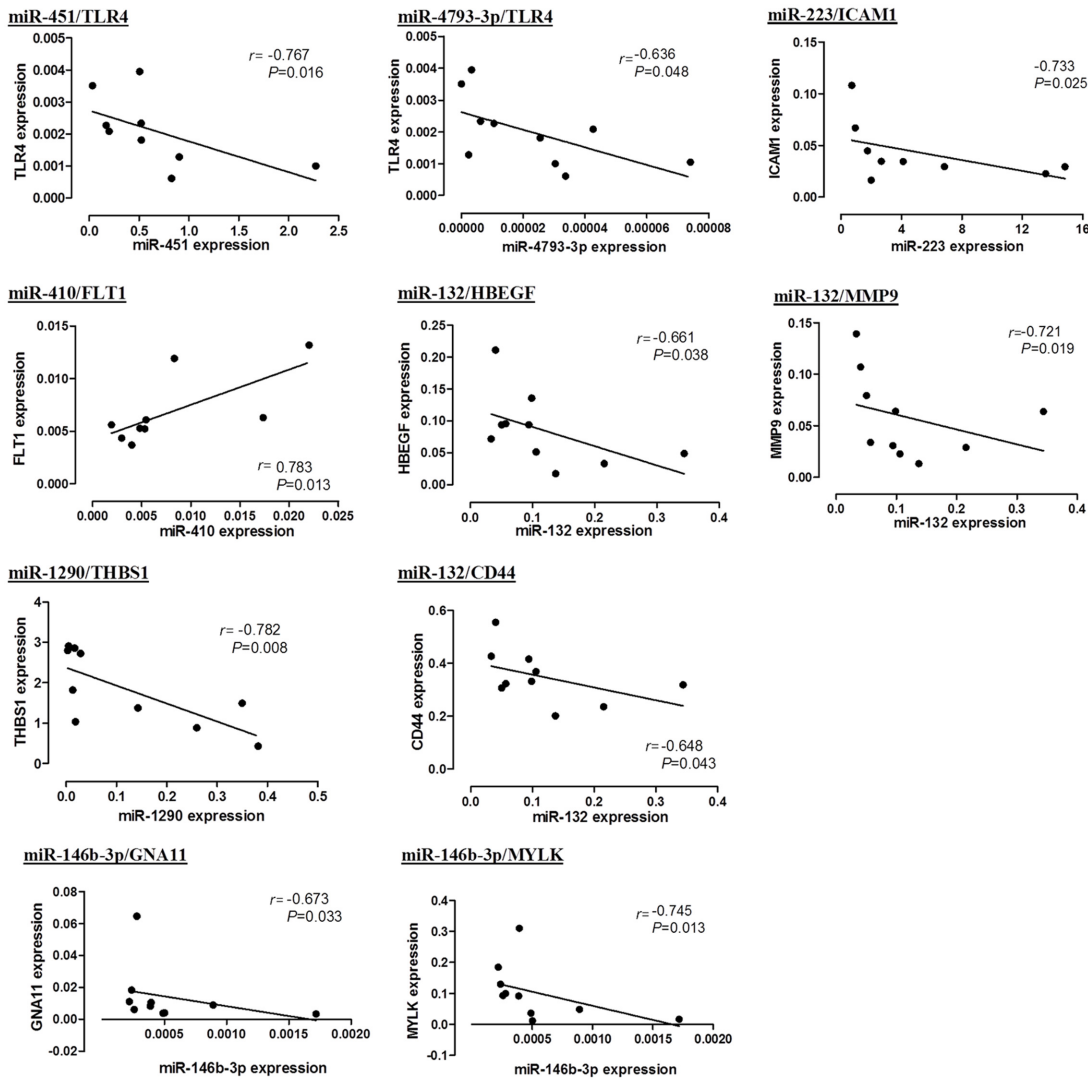 miR-451/TLR4
r= -0.767
P=0.016
0.005
0.004
0.003
0.002
0.001
0.000
TLR4 expression
0.0 0.5 1.0 1.5 2.0 2.5
miR-451 expression
miR-4793-3p/TLR4
r=-0.636
P=0.048
0.005
0.004
0.003
0.002
0.001
0.000
TLR4 expression
0.00000 0.00002 0.00004 0.00006 0.00008
miR-4793-3p expression
miR-223/ICAM1
-0.733
P=0.025
0.15
0.10
0.05
0.00
ICAM1 expression
0 4 8 12 16
miR-223 expression
miR-410/FLT1
0.015
0.010
0.005
0.000
FLT1 expression
r= 0.783
P=0.013
0.000 0.005 0.010 0.015 0.020 0.025
miR-410 expression
miR-132/HBEGF
r=-0.661
P=0.038
0.25
0.20
0.15
0.10
0.05
0.00
HBEGF expression
0.0 0.1 0.2 0.3 0.4
miR-132 expression
miR-132/MMP9
r=-0.721
P=0.019
0.15
0.10
0.05
0.00
MMP9 expression
0.0 0.1 0.2 0.3 0.4
miR-132 expression
miR-1290/THBS1
r= -0.782
P=0.008
4
3
2
1
0
THBS1 expression
0.0 0.1 0.2 0.3 0.4 0.5
miR-1290 expression
miR-132/CD44
0.6
0.4
0.2
0.0
CD44 expression
r=-0.648
P=0.043
0.0 0.1 0.2 0.3 0.4
miR-132 expression
miR-146b-3p/GNA11
r= -0.673
P=0.033
0.08
0.06
0.04
0.02
0.00
-0.02
GNA11 expression
0.0005 0.0010 0.0015 0.0020
miR-146b-3p expression
miR-146b-3p/MYLK
r=-0.745
P=0.013
0.4
0.3
0.2
0.1
0.0
-0.1
MYLK expression
0.0005 0.0010 0.0015 0.0020
miR-146b-3p expression